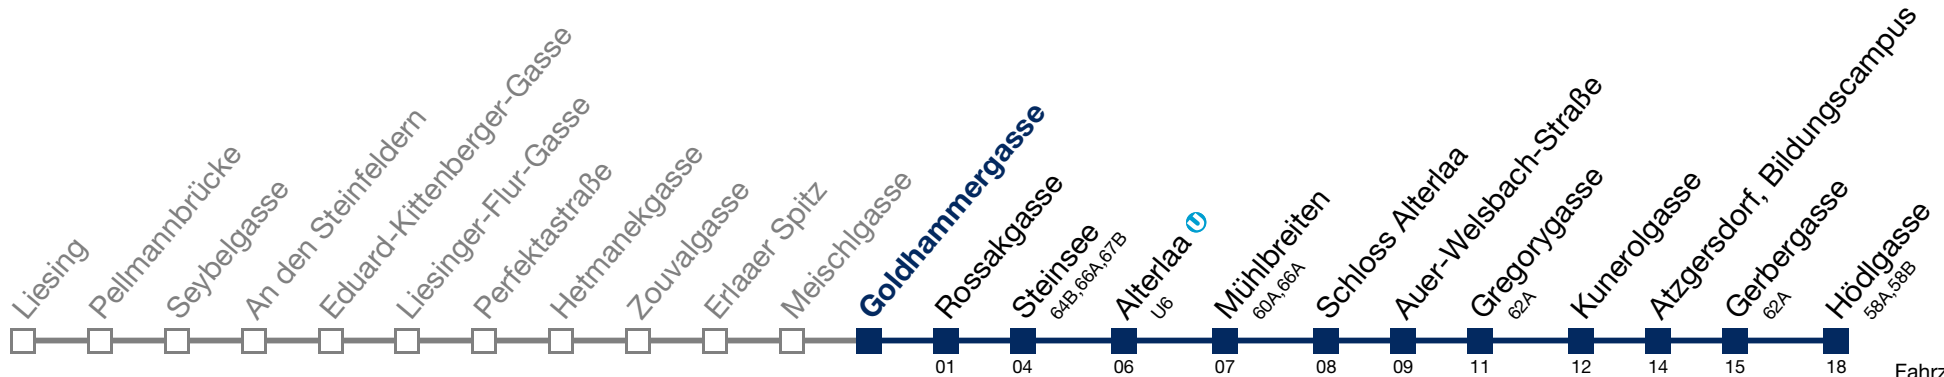 Liesing
Pellmannbrücke
Seybelgasse
An den Steinfeldern
Eduard-Kittenberger-Gasse
Liesinger-Flur-Gasse
Perfektastraße
Hetmanekgasse
Zouvalgasse
Erlaaer Spitz
Meischlgasse
Goldhammergasse
Rossakgasse
Steinsee
64B,66A,67B
Alterlaa U
U6
Mühlbreiten
60A,66A
Schloss Alterlaa
Auer-Welsbach-Straße
Gregorygasse
62A
Kunerolgasse
Atzgersdorf, Bildungscampus
Gerbergasse
62A
Hödlgasse
58A,58B
01 04 06 07 08 09 11 12 14 15 18
Fahrz